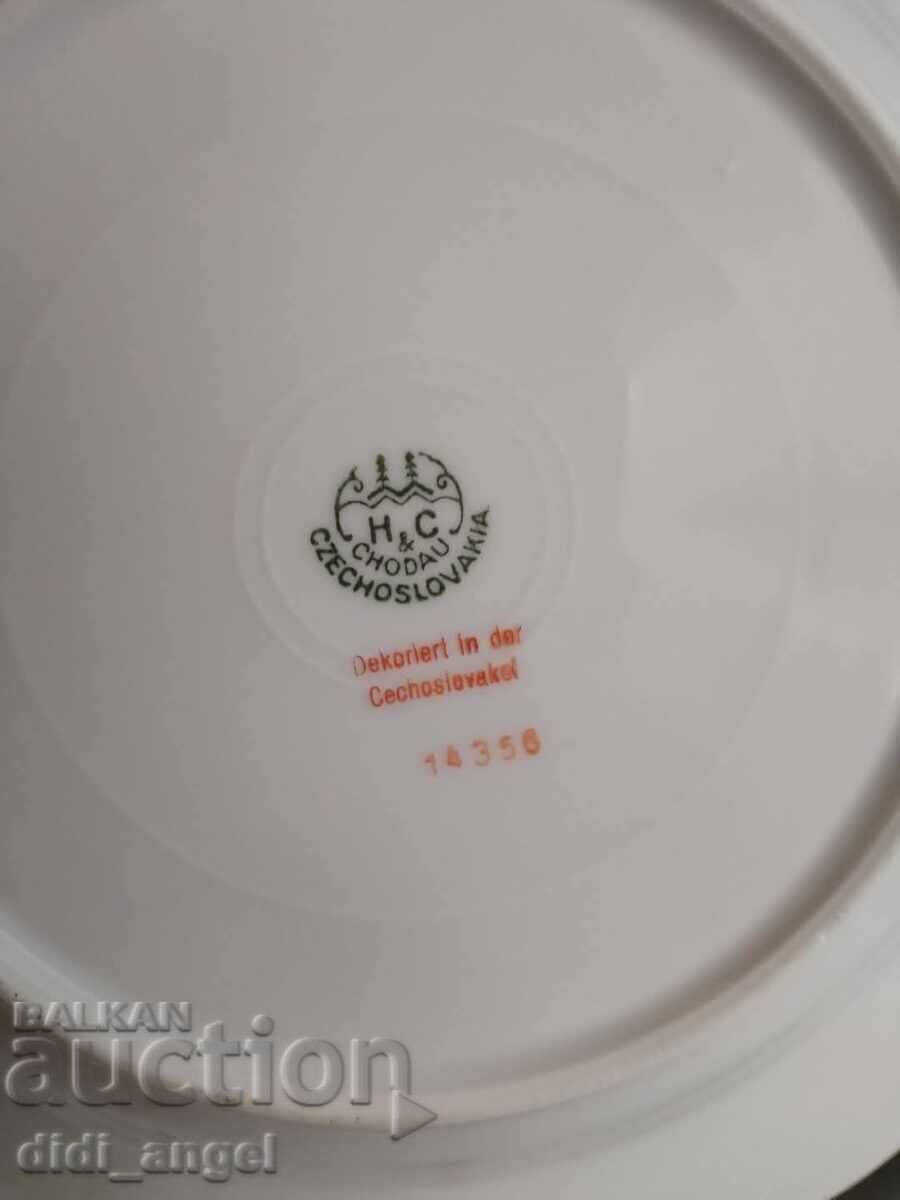 H & C
CHODAU
CZECHOSLOVAKIA
Dekoriert in der
Cechoslovakei
14356
BALKAN
auction
didi_angel